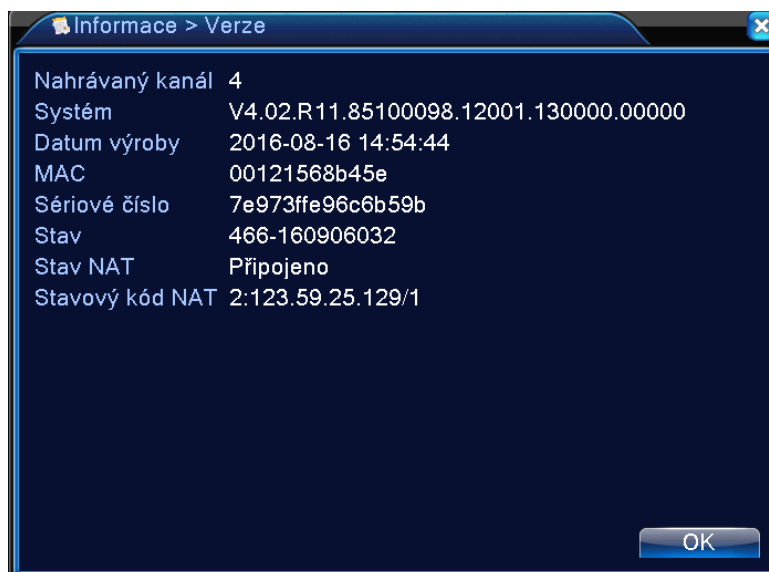 Informace > Verze
Nahrávaný kanál 4
Systém V4.02.R11.85100098.12001.130000.00000
Datum výroby 2016-08-16 14:54:44
MAC 00121568b45e
Sériové číslo 7e973ffe96c6b59b
Stav 466-160906032
Stav NAT Připojeno
Stavový kód NAT 2:123.59.25.129/1
OK